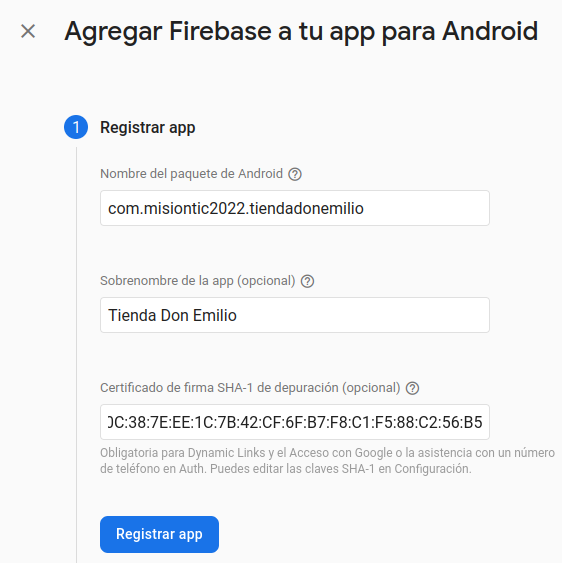 Agregar Firebase a tu app para Android
1 Registrar app
Nombre del paquete de Android
com.misiontic2022.tiendadonemilio
Sobrenombre de la app (opcional)
Tienda Don Emilio
Certificado de firma SHA-1 de depuración (opcional)
C:38:7E:EE:1C:7B:42:CF:6F:B7:F8:C1:F5:88:C2:56:B5
Obligatoria para Dynamic Links y el Acceso con Google o la asistencia con un número
de teléfono en Auth. Puedes editar las claves SHA-1 en Configuración.
Registrar app